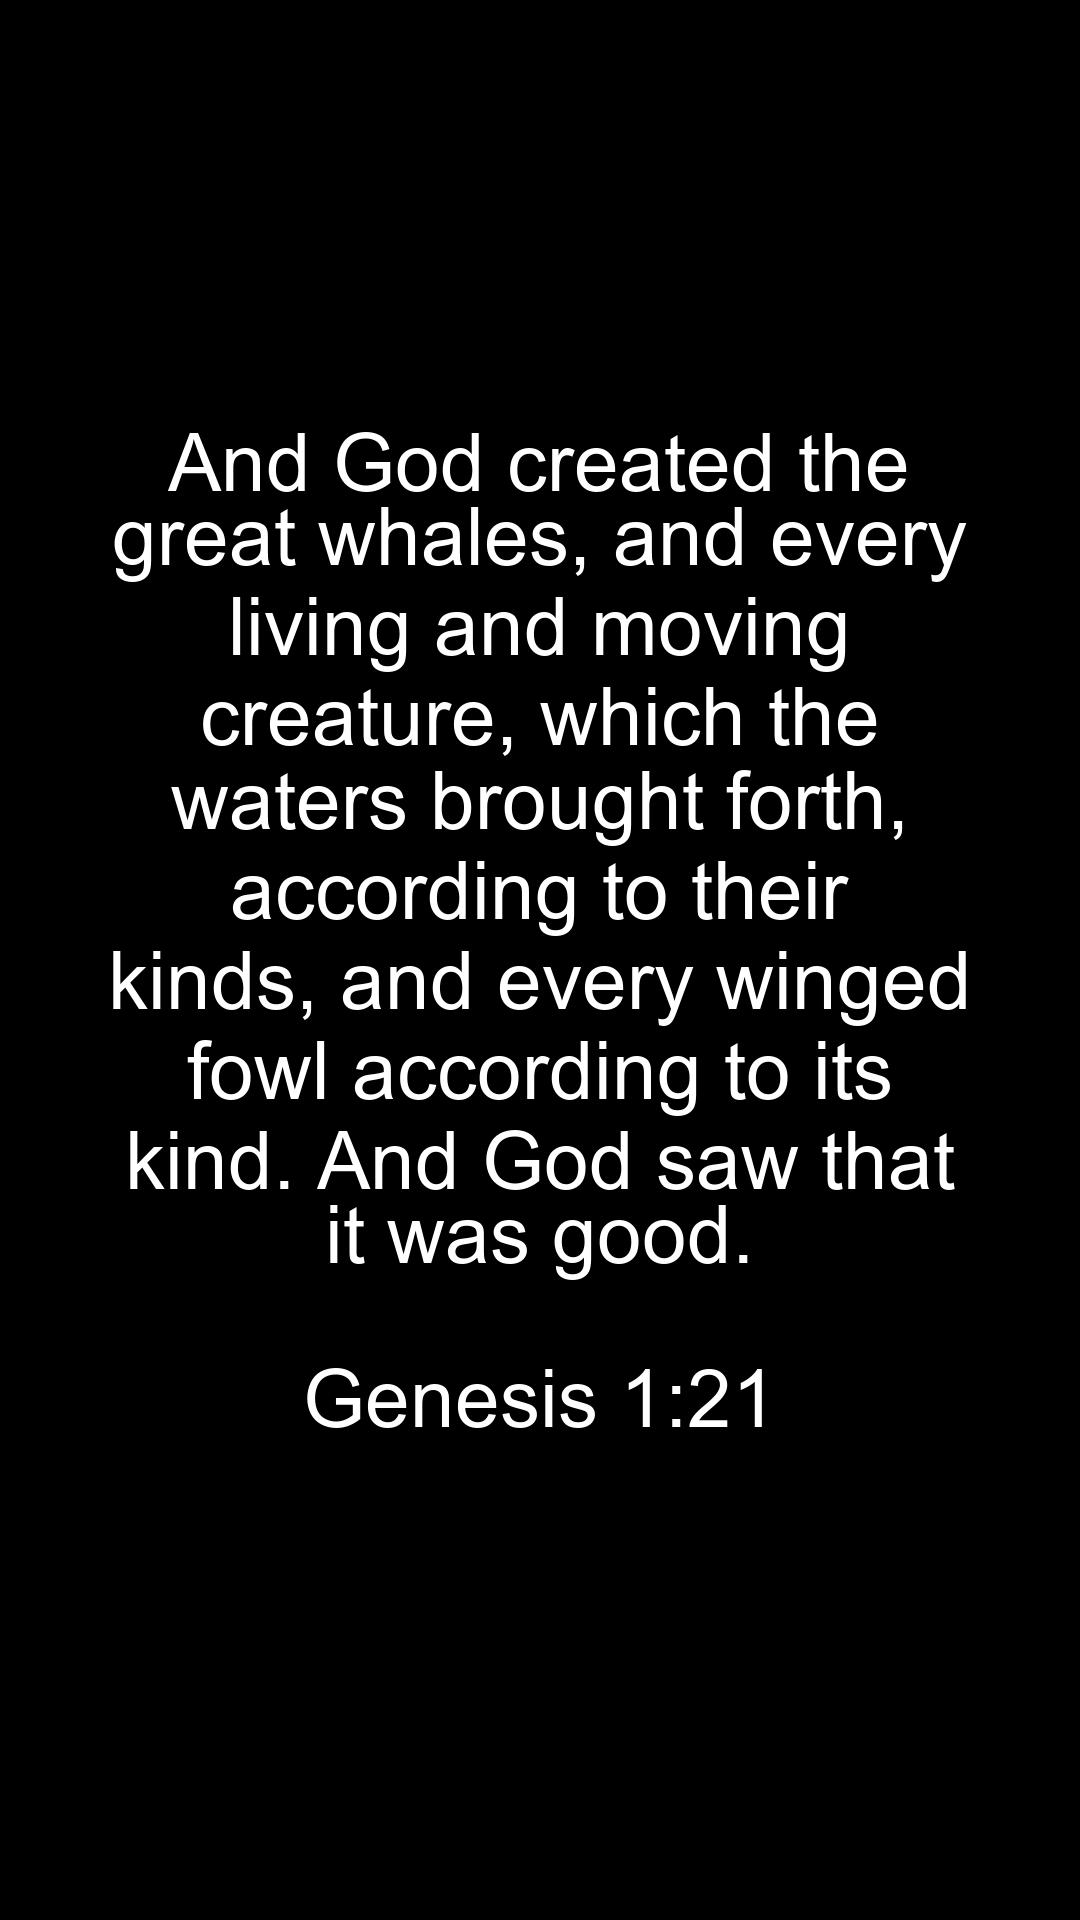 And God created the
great whales, and every
living and moving
creature, which the
waters brought forth,
according to their
kinds, and every winged
fowl according to its
kind. And God saw that
it was good.
Genesis 1:21